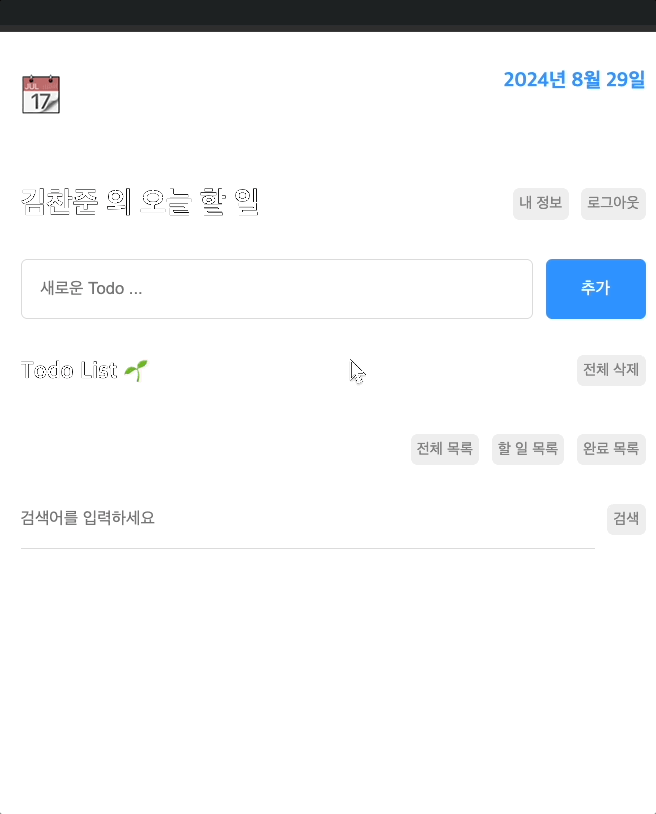 JUL
17
2024년 8월 29일
김찬준 의 오늘 할 일
내 정보
로그아웃
새로운 Todo ...
추가
Todo List
전체 삭제
전체 목록
할 일 목록
완료 목록
검색어를 입력하세요
검색